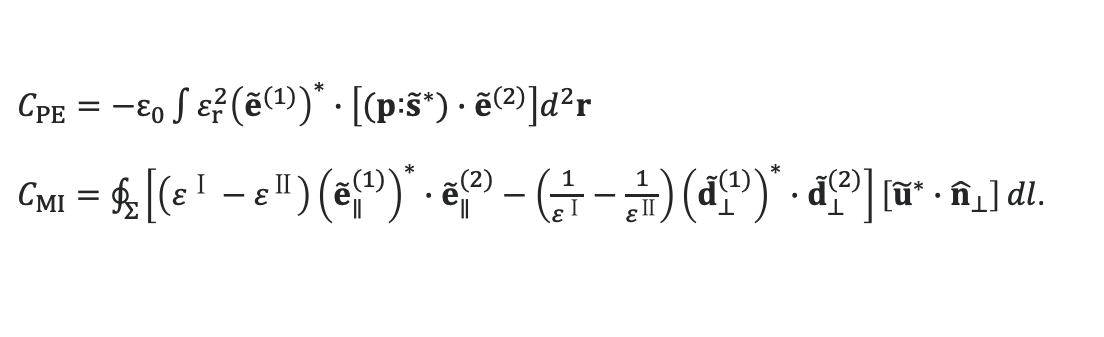 C_PE = −ε₀ ∫ ε_r² (ẽ⁽¹⁾)* · [(𝐩∶s̃*) · ẽ⁽²⁾] d²𝐫
C_MI = ∮_Σ [(ε^Ⅰ − ε^Ⅱ) (ẽ_∥⁽¹⁾)* · ẽ_∥⁽²⁾ − (1/ε^Ⅰ − 1/ε^Ⅱ) (d̃_⊥⁽¹⁾)* · d̃_⊥⁽²⁾] [ũ* · n̂_⊥] dl.